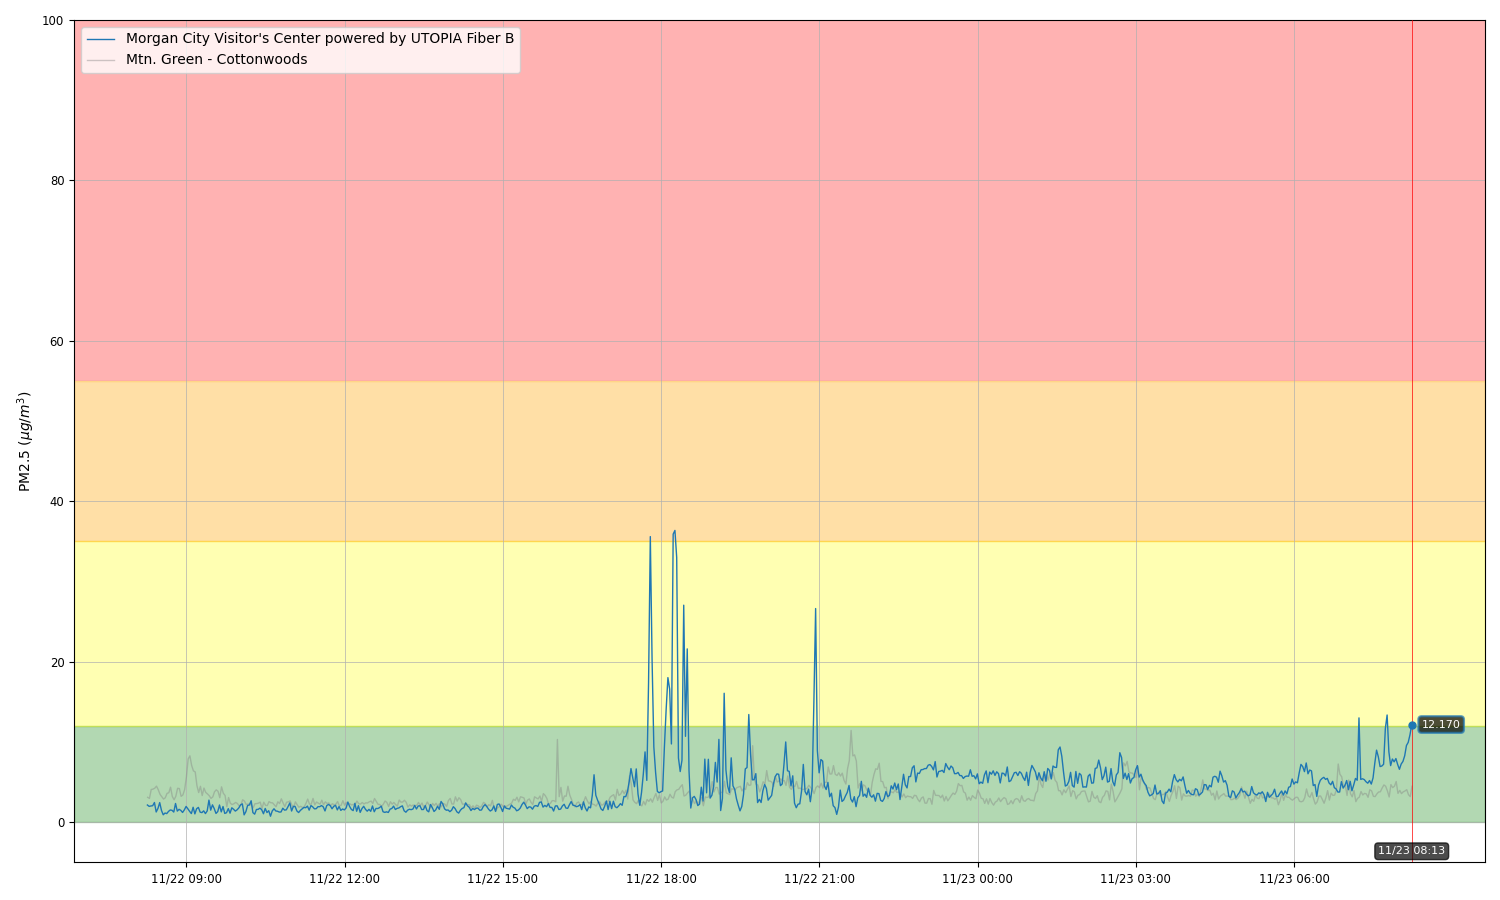 Morgan City Visitor's Center powered by UTOPIA Fiber B
Mtn. Green - Cottonwoods
100
80
60
40
20
0
PM2.5 (μg/m³)
12.170
11/23 08:13
11/22 09:00 11/22 12:00 11/22 15:00 11/22 18:00 11/22 21:00 11/23 00:00 11/23 03:00 11/23 06:00